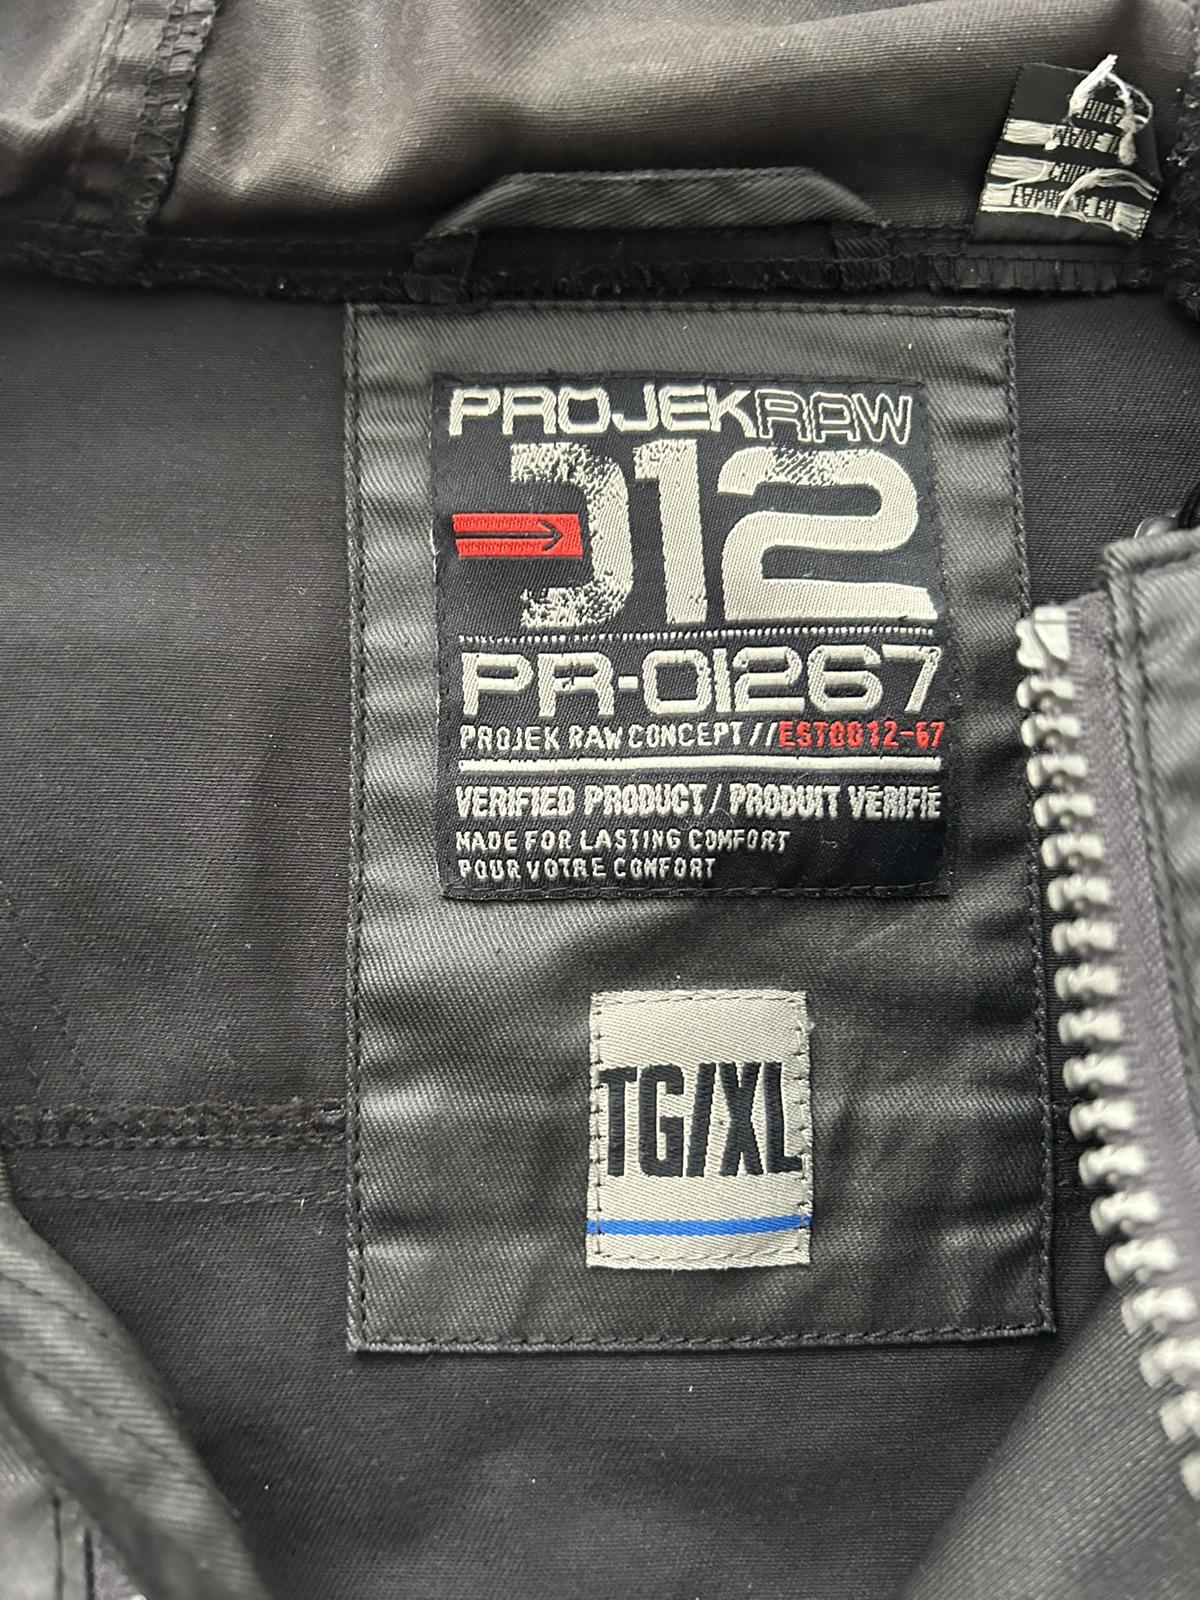 PROJEKRAW
012
PR-01267
PROJEK RAW CONCEPT // EST0012-67
VERIFIED PRODUCT / PRODUIT VÉRIFIÉ
MADE FOR LASTING COMFORT
POUR VOTRE CONFORT
TG/XL